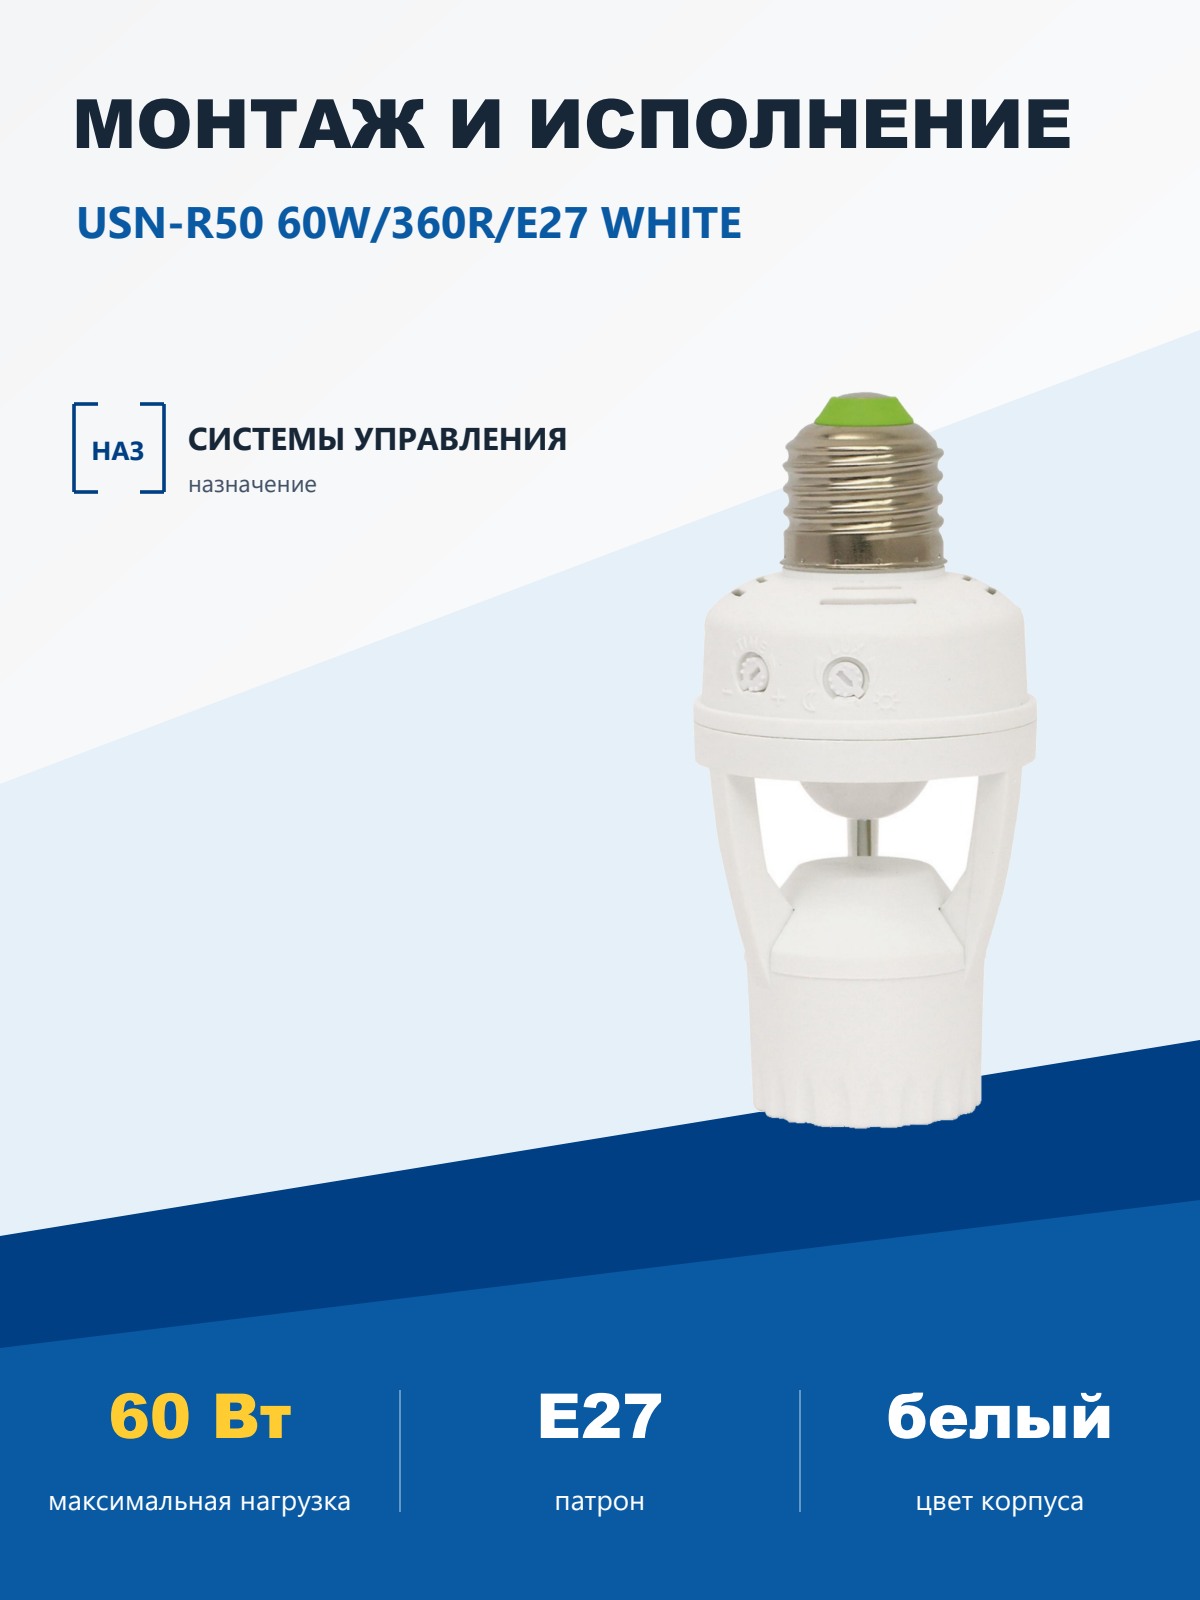 МОНТАЖ И ИСПОЛНЕНИЕ
USN-R50 60W/360R/E27 WHITE
НАЗ
СИСТЕМЫ УПРАВЛЕНИЯ
назначение
60 Вт
максимальная нагрузка
E27
патрон
белый
цвет корпуса